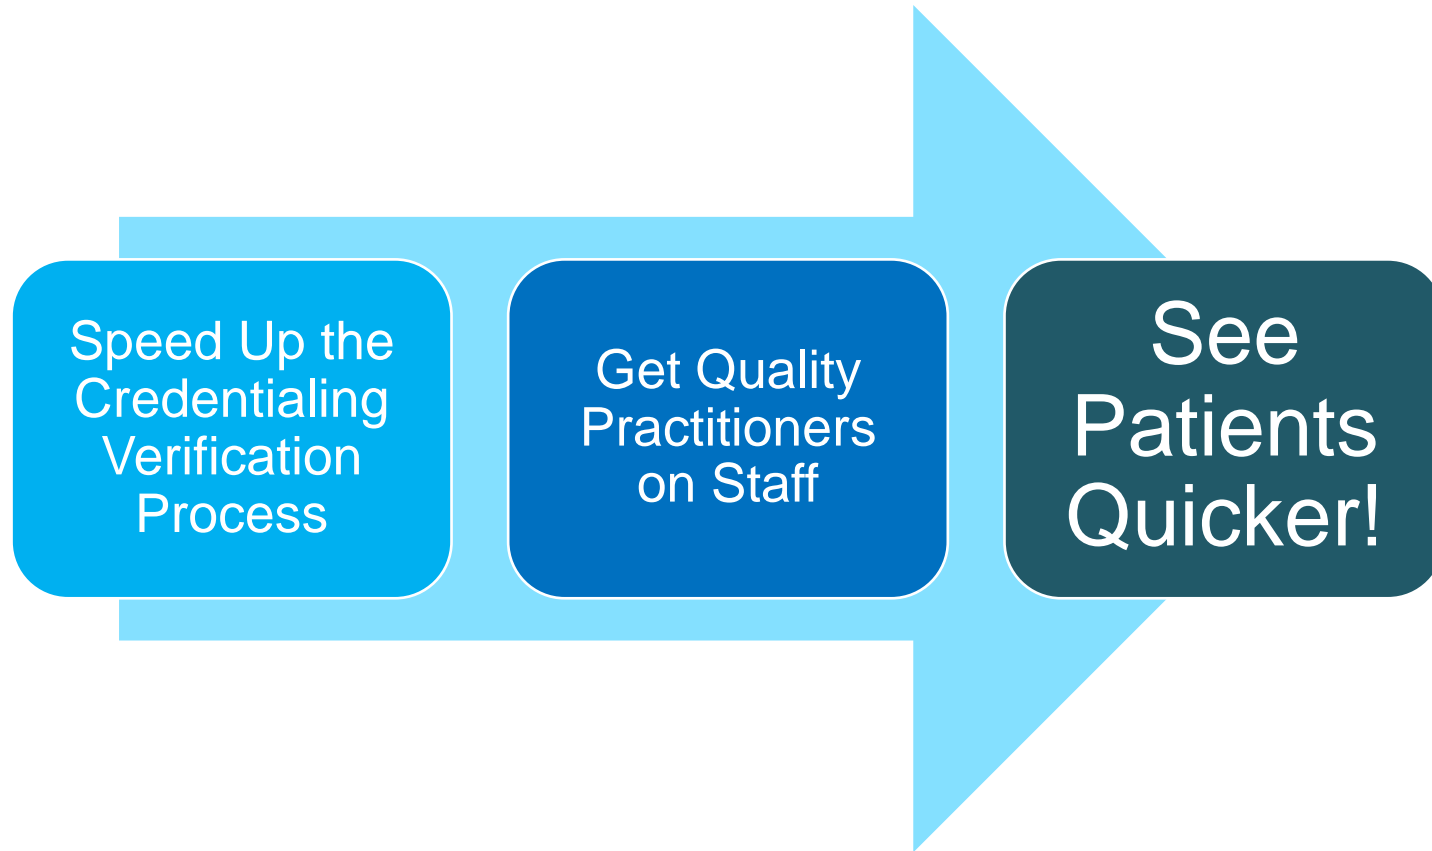 Speed Up the
Credentialing
Verification
Process
Get Quality
Practitioners
on Staff
See
Patients
Quicker!